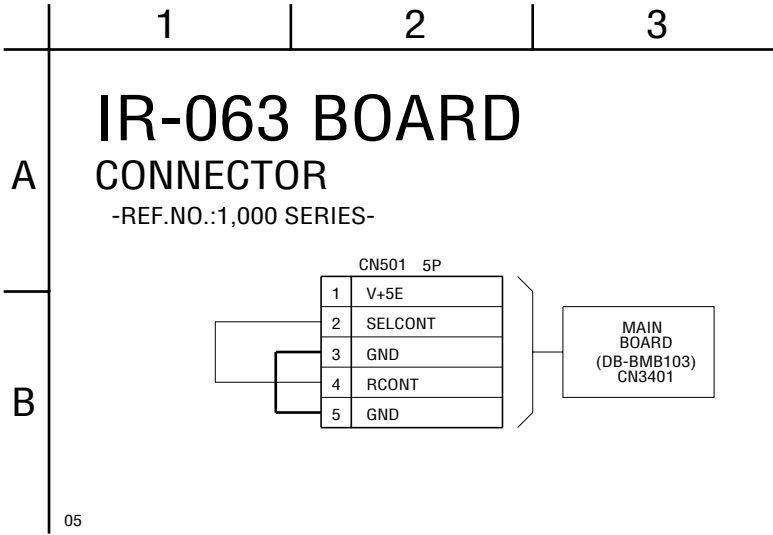 1 2 3
A
IR-063 BOARD
CONNECTOR
-REF.NO.:1,000 SERIES-
CN501 5P
1 V+5E
2 SELCONT
3 GND
4 RCONT
5 GND
MAIN
BOARD
(DB-BMB103)
CN3401
B
05